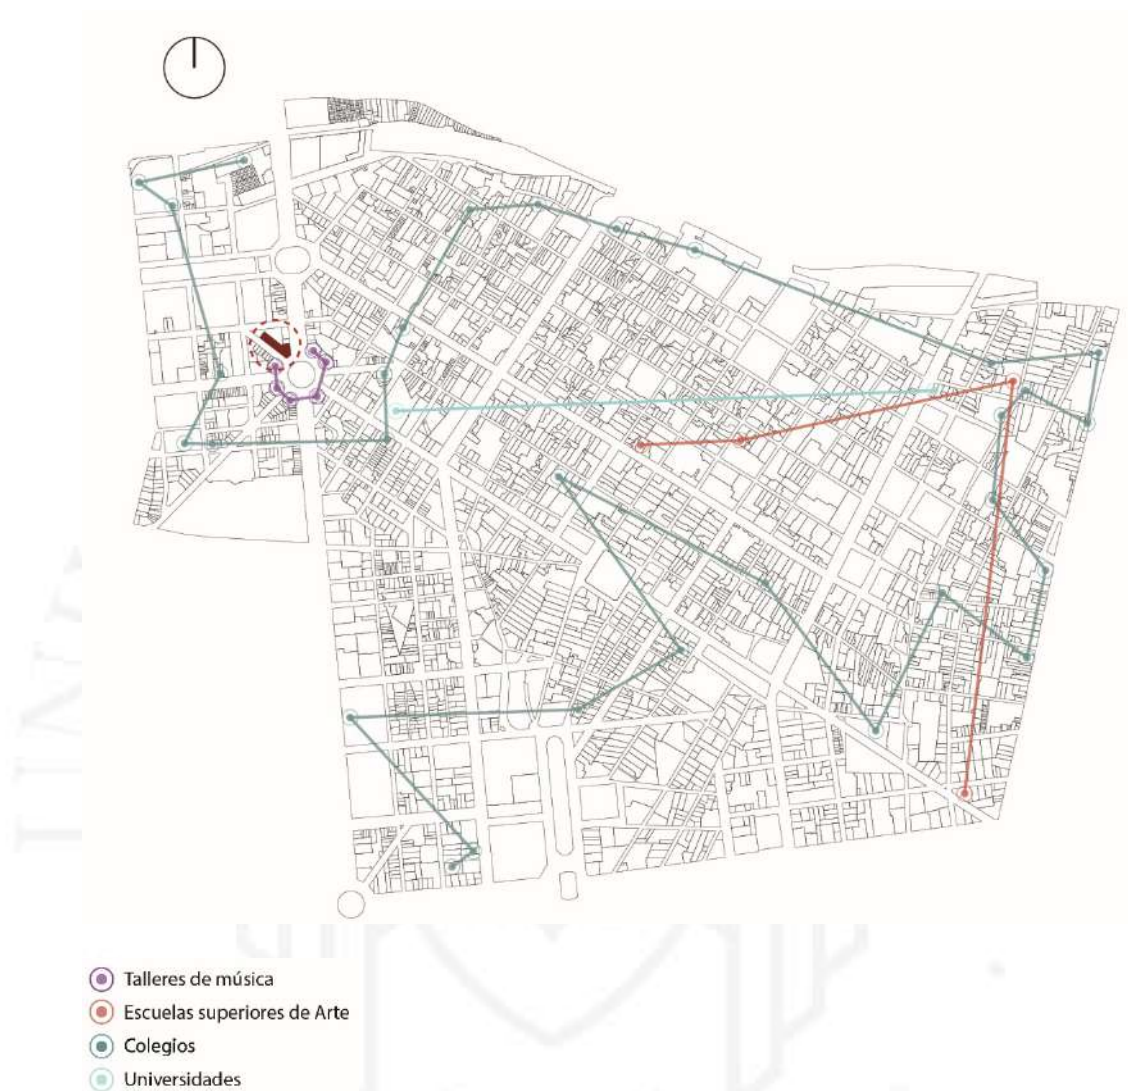 Talleres de música
Escuelas superiores de Arte
Colegios
Universidades